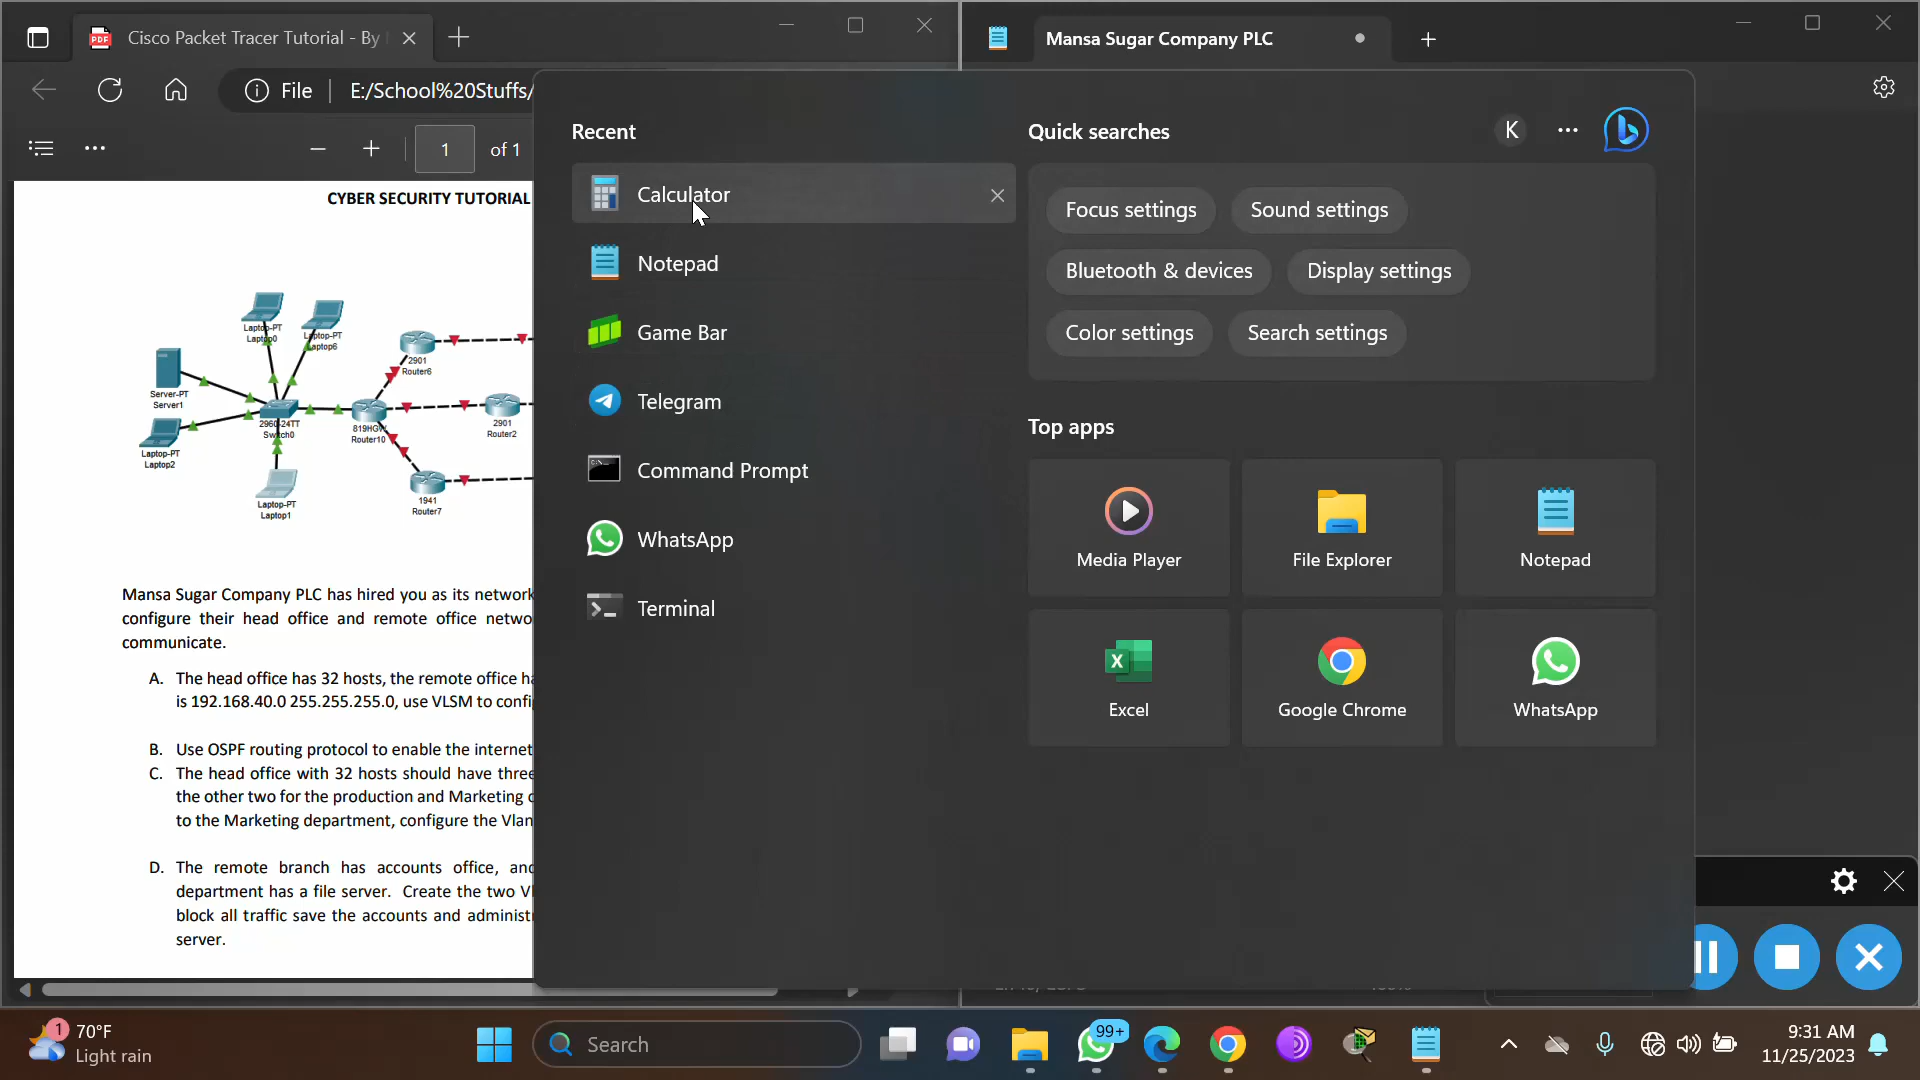 Cisco Packet Tracer Tutorial - By
Mansa Sugar Company PLC
File
E:/School%20Stuffs/
1
of 1
CYBER SECURITY TUTORIAL
Laptop-PT
Laptop0
Laptop-PT
Laptop6
2901
Router6
Server-PT
Server1
2960-24TT
Switch0
819HGW
Router10
2901
Router2
Laptop-PT
Laptop2
Laptop-PT
Laptop1
1941
Router7
Mansa Sugar Company PLC has hired you as its network
configure their head office and remote office netwo
communicate.
A. The head office has 32 hosts, the remote office ha
is 192.168.40.0 255.255.255.0, use VLSM to confi
B. Use OSPF routing protocol to enable the internet
C. The head office with 32 hosts should have three
the other two for the production and Marketing
to the Marketing department, configure the Vlan
D. The remote branch has accounts office, and
department has a file server. Create the two Vl
block all traffic save the accounts and administr
server.
Recent
Calculator
Notepad
Game Bar
Telegram
Command Prompt
WhatsApp
Terminal
Quick searches
K
Focus settings
Sound settings
Bluetooth & devices
Display settings
Color settings
Search settings
Top apps
Media Player
File Explorer
Notepad
Excel
Google Chrome
WhatsApp
1
70°F
Light rain
Search
99+
9:31 AM
11/25/2023